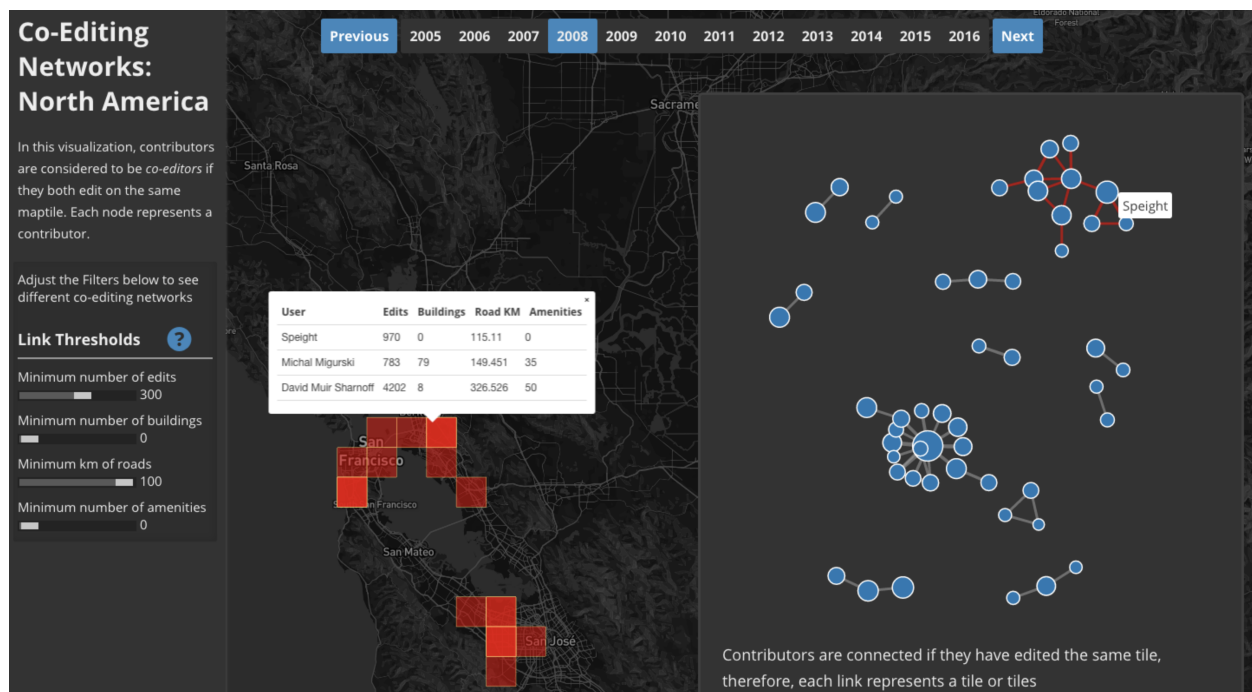 Co-Editing
Networks:
North America
In this visualization, contributors
are considered to be co-editors if
they both edit on the same
maptile. Each node represents a
contributor.
Adjust the Filters below to see
different co-editing networks
Link Thresholds ?
Minimum number of edits
300
Minimum number of buildings
0
Minimum km of roads
100
Minimum number of amenities
0
Previous 2005 2006 2007 2008 2009 2010 2011 2012 2013 2014 2015 2016 Next
Eldorado National
Forest
Sacrame
Santa Rosa
×
User Edits Buildings Road KM Amenities
Speight 970 0 115.11 0
Michal Migurski 783 79 149.451 35
David Muir Sharnoff 4202 8 326.526 50
San
Francisco
San Francisco
San Mateo
San José
Speight
Contributors are connected if they have edited the same tile,
therefore, each link represents a tile or tiles